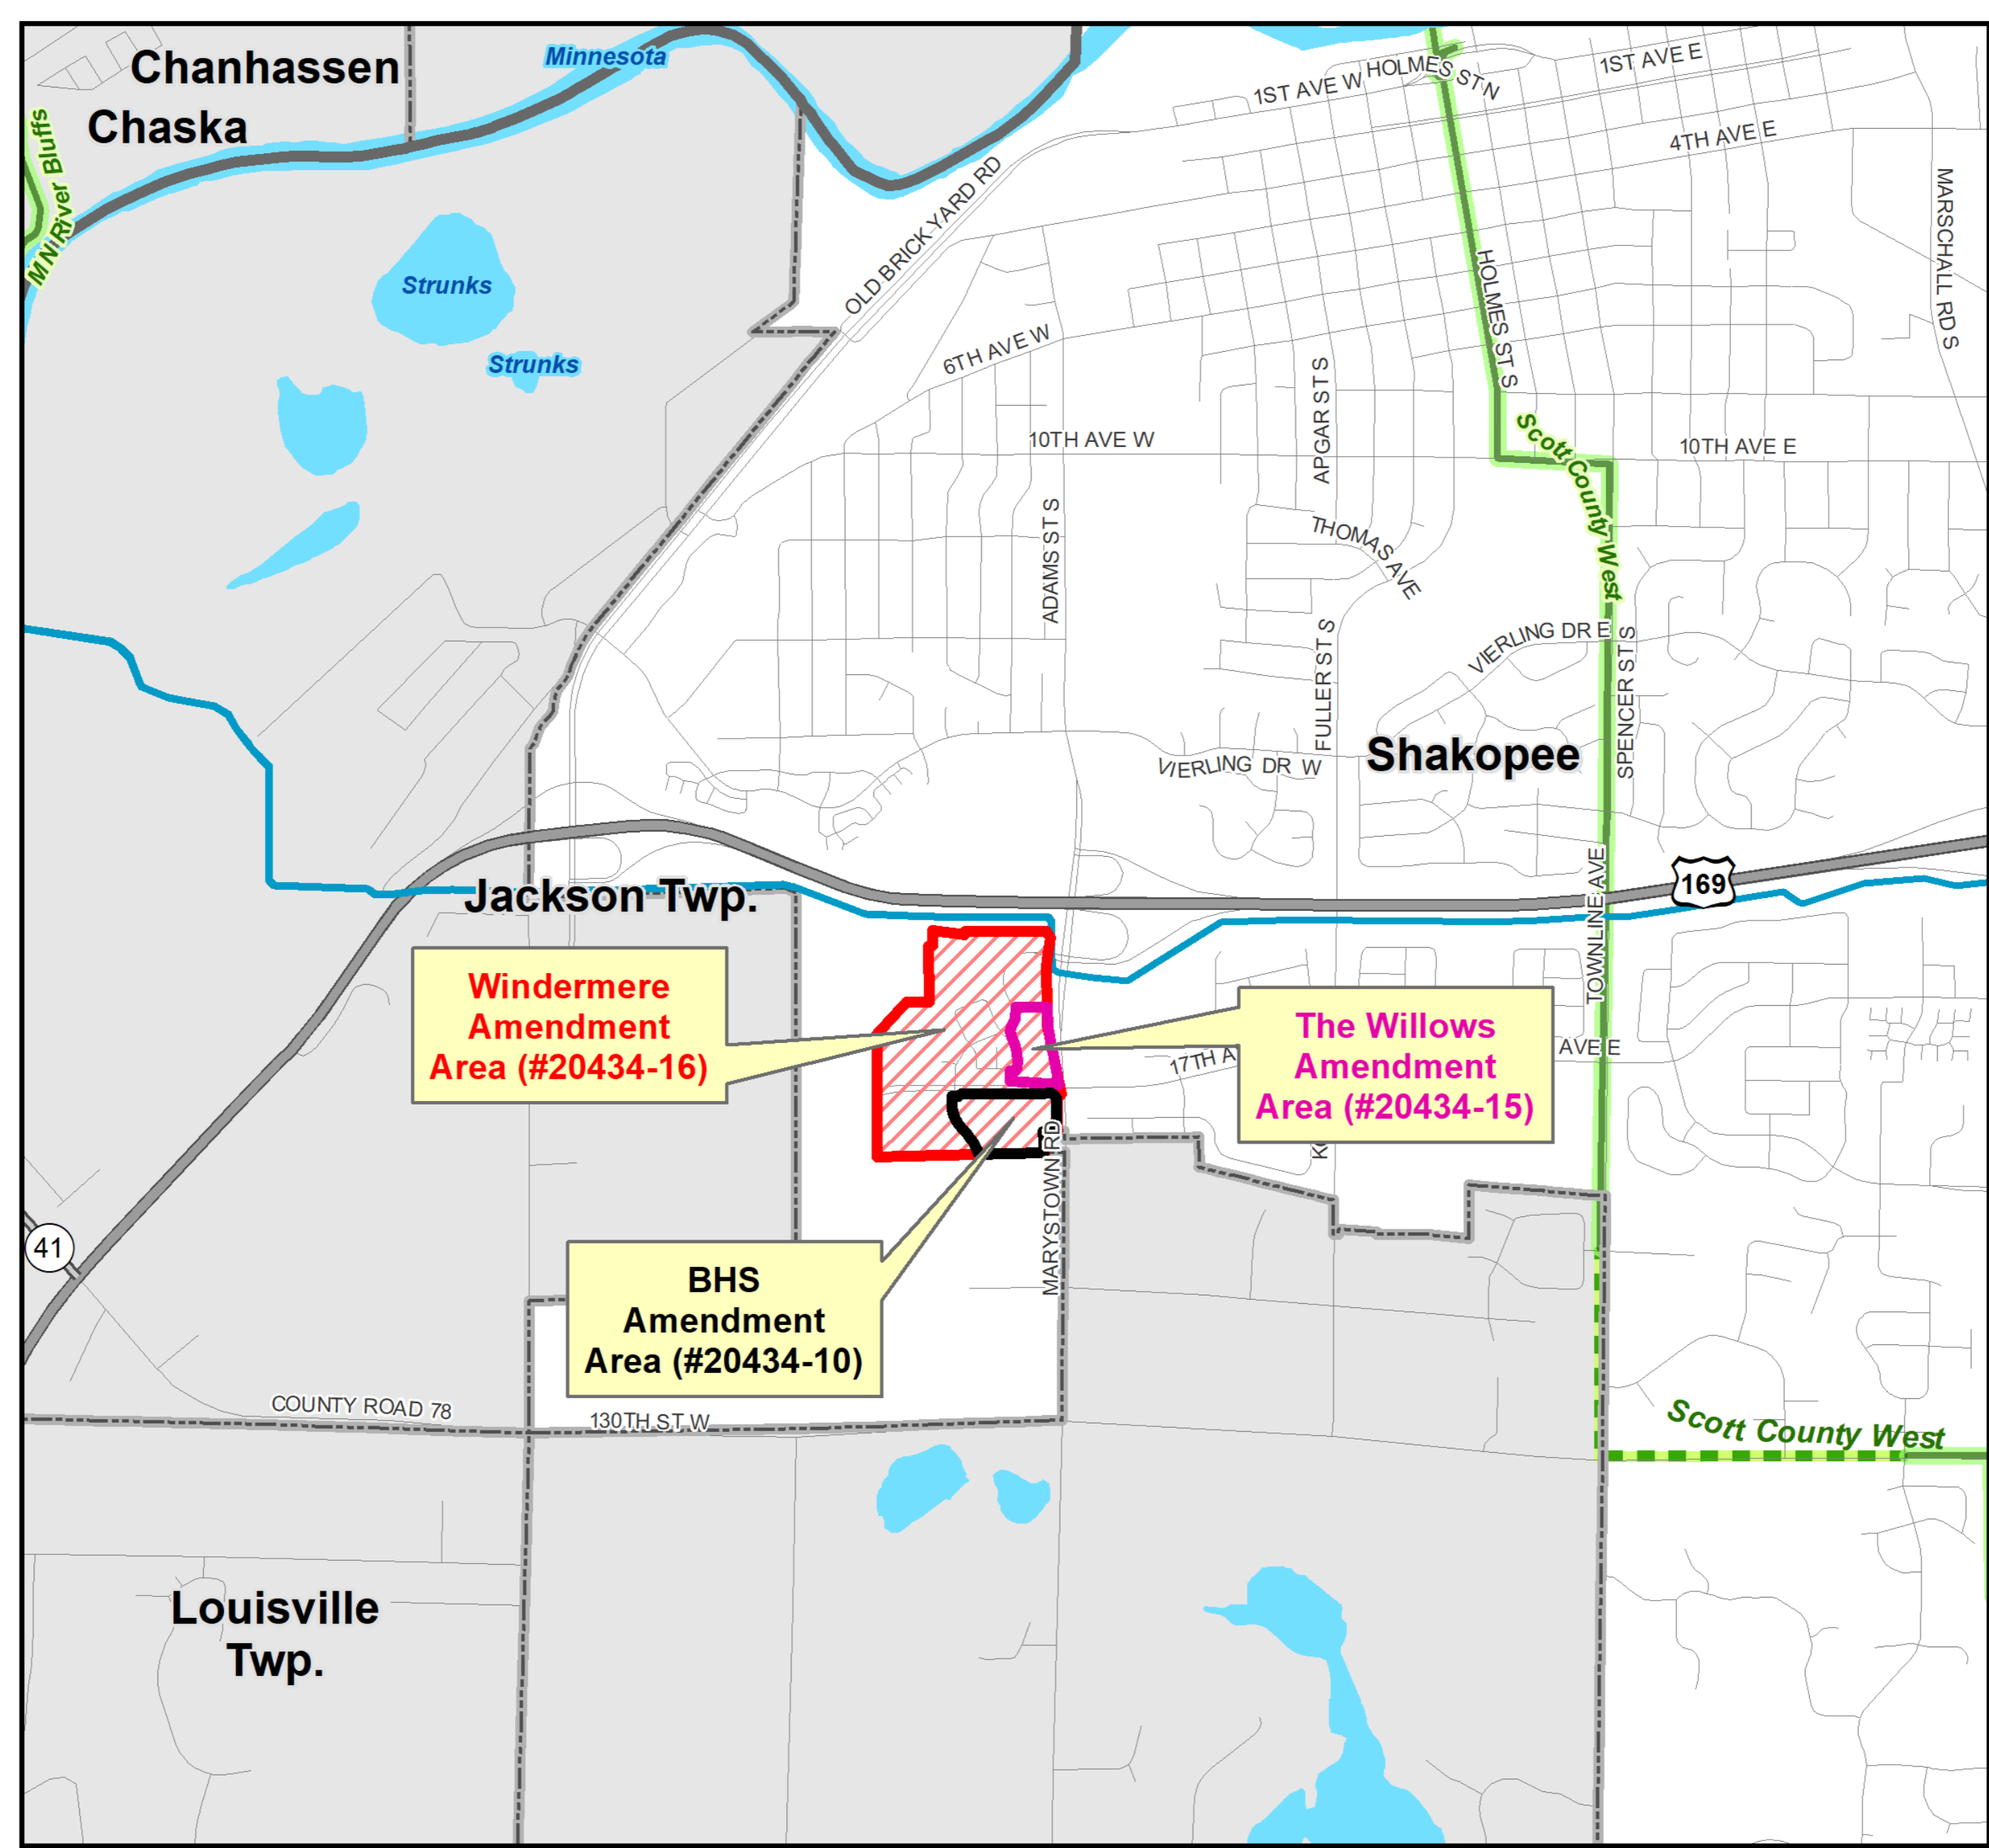 Chanhassen
Chaska
Minnesota
MN River Bluffs
1ST AVE W
HOLMES ST N
1ST AVE E
4TH AVE E
MARSCHALL RD S
OLD BRICK YARD RD
Strunks
Strunks
6TH AVE W
HOLMES ST S
APGAR ST S
10TH AVE W
10TH AVE E
Scott County West
ADAMS ST S
THOMAS AVE
FULLER ST S
VIERLING DR E
SPENCER ST S
Shakopee
VIERLING DR W
TOWNLINE AVE
169
Jackson Twp.
Windermere
Amendment
Area (#20434-16)
The Willows
Amendment
Area (#20434-15)
17TH A
AVE E
MARYSTOWN RD
41
BHS
Amendment
Area (#20434-10)
COUNTY ROAD 78
130TH ST W
Scott County West
Louisville
Twp.